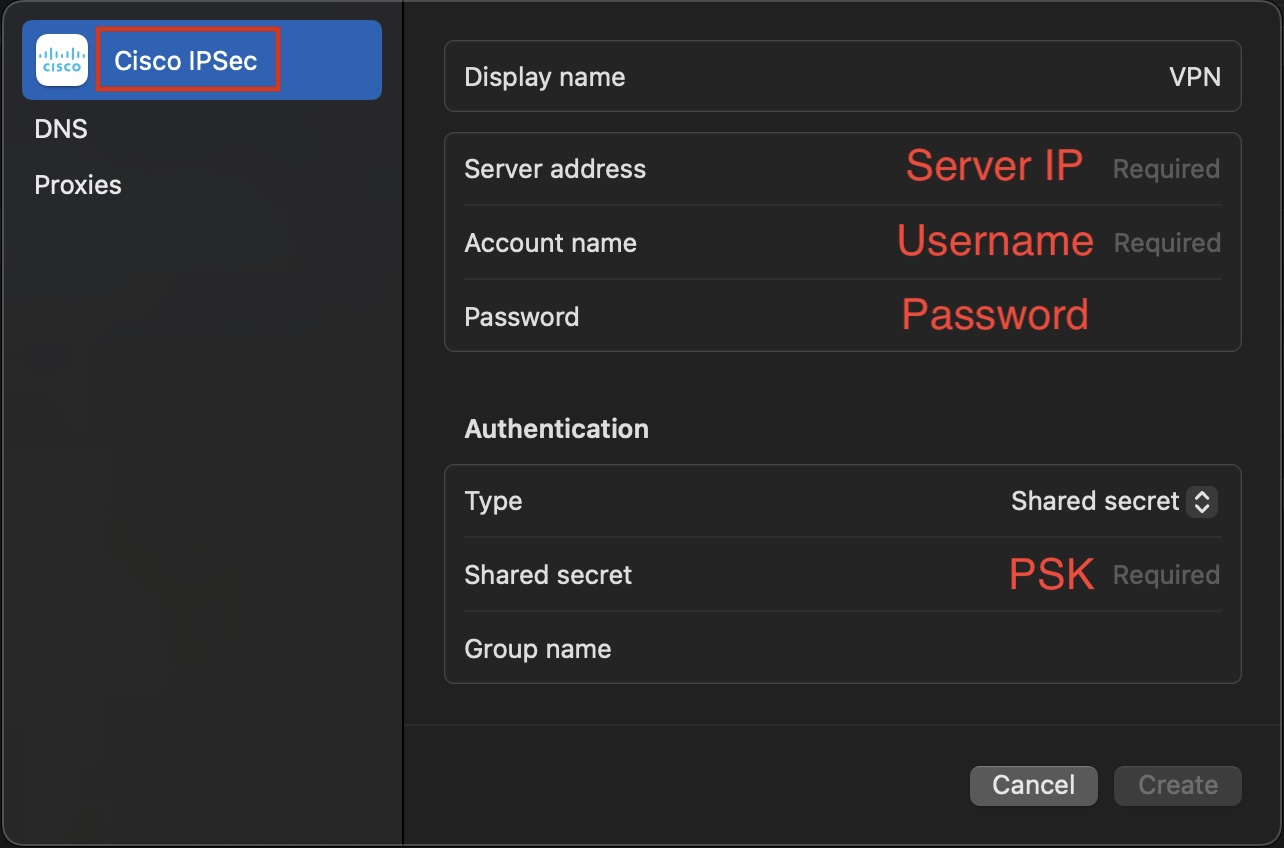 CISCO
Cisco IPSec
DNS
Proxies
Display name VPN
Server address Server IP Required
Account name Username Required
Password Password
Authentication
Type Shared secret
Shared secret PSK Required
Group name
Cancel Create